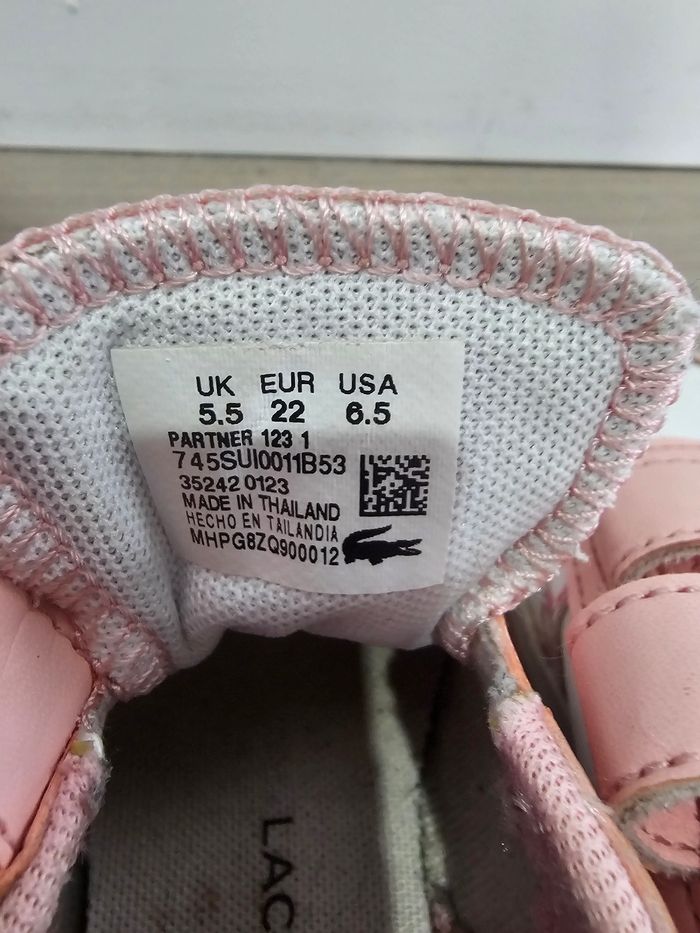 UK EUR USA
5.5 22 6.5
PARTNER 123 1
745SUI0011B53
35242 0123
MADE IN THAILAND
HECHO EN TAILANDIA
MHPG8ZQ900012
LAC